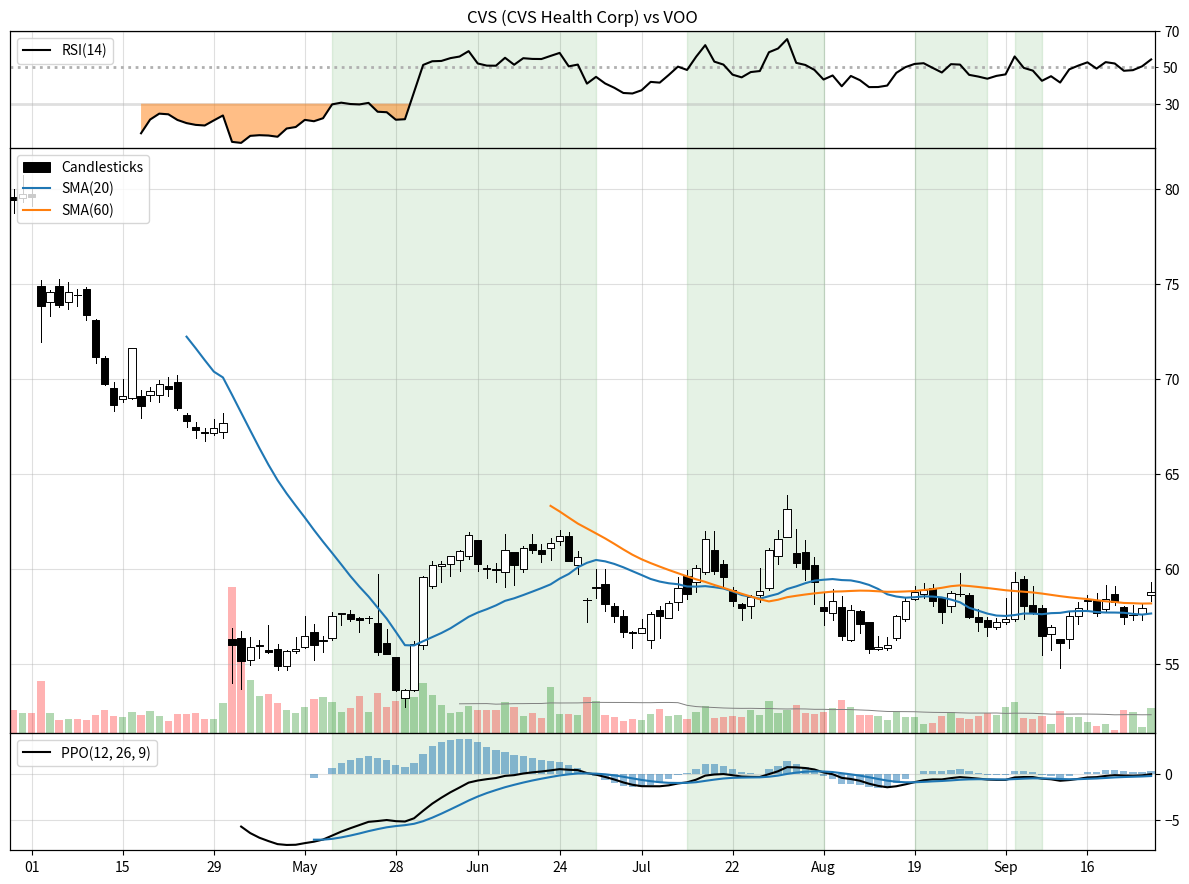 CVS (CVS Health Corp) vs VOO
RSI(14)
70
50
30
Candlesticks
SMA(20)
SMA(60)
80
75
70
65
60
55
PPO(12, 26, 9)
0
−5
01 15 29 May 28 Jun 24 Jul 22 Aug 19 Sep 16